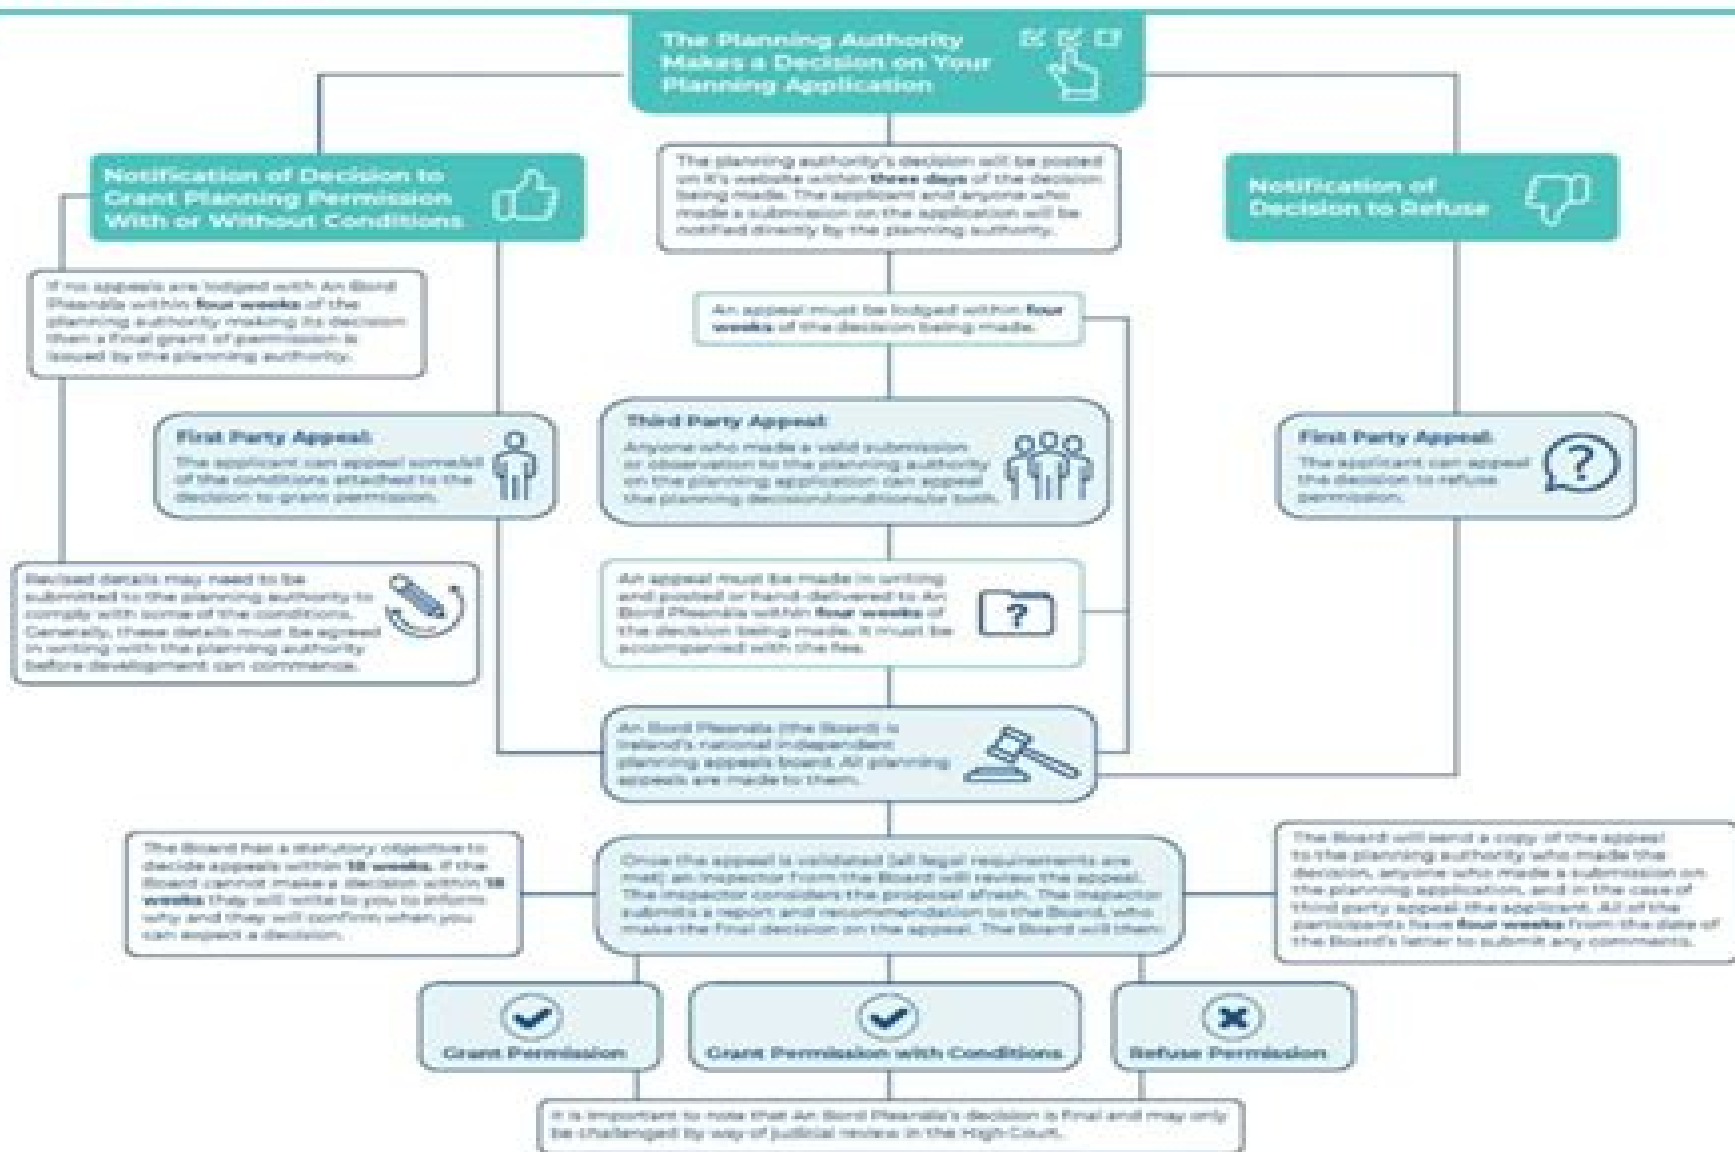 The Planning Authority
Makes a Decision on Your
Planning Application
Notification of Decision to
Grant Planning Permission
With or Without Conditions
The planning authority's decision will be posted
on it's website within three days of the decision
being made. The applicant and anyone who
made a submission on the application will be
notified directly by the planning authority.
Notification of
Decision to Refuse
If no appeals are lodged with An Bord
Pleanála within four weeks of the
planning authority making its decision
then a final grant of permission is
issued by the planning authority.
An appeal must be lodged within four
weeks of the decision being made.
First Party Appeal:
The applicant can appeal some/all
of the conditions attached to the
decision to grant permission.
Third Party Appeal:
Anyone who made a valid submission
or observation to the planning authority
on the planning application can appeal
the planning decision/conditions/or both.
First Party Appeal:
The applicant can appeal
the decision to refuse
permission.
Revised details may need to be
submitted to the planning authority to
comply with some of the conditions.
Generally, these details must be agreed
in writing with the planning authority
before development can commence.
An appeal must be made in writing
and posted or hand-delivered to An
Bord Pleanála within four weeks of
the decision being made. It must be
accompanied with the fee.
An Bord Pleanála (the Board) is
Ireland's national independent
planning appeals board. All planning
appeals are made to them.
The Board has a statutory objective to
decide appeals within 18 weeks. If the
Board cannot make a decision within 18
weeks they will write to you to inform
why and they will confirm when you
can expect a decision.
Once the appeal is validated (all legal requirements are
met) an inspector from the Board will review the appeal.
The inspector considers the proposal afresh. The inspector
submits a report and recommendation to the Board, who
make the final decision on the appeal. The Board will then:
The Board will send a copy of the appeal
to the planning authority who made the
decision, anyone who made a submission on
the planning application, and in the case of
third party appeal the applicant. All of the
participants have four weeks from the date of
the Board's letter to submit any comments.
Grant Permission
Grant Permission with Conditions
Refuse Permission
It is important to note that An Bord Pleanála's decision is final and may only
be challenged by way of judicial review in the High Court.